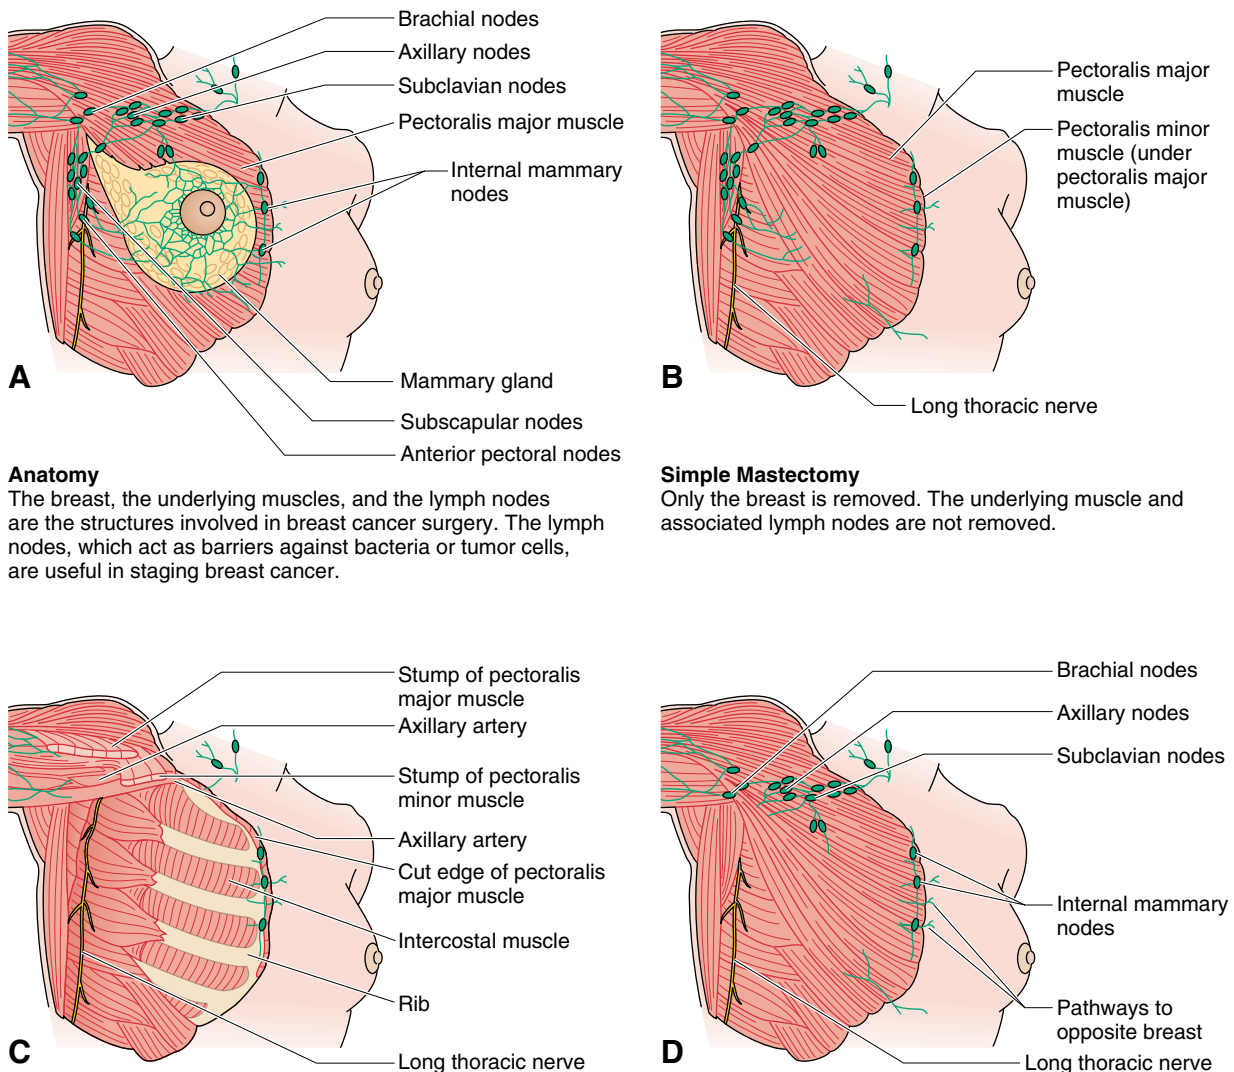 Brachial nodes
Axillary nodes
Subclavian nodes
Pectoralis major muscle
Internal mammary
nodes
Mammary gland
Subscapular nodes
Anterior pectoral nodes
A
Anatomy
The breast, the underlying muscles, and the lymph nodes
are the structures involved in breast cancer surgery. The lymph
nodes, which act as barriers against bacteria or tumor cells,
are useful in staging breast cancer.
Pectoralis major
muscle
Pectoralis minor
muscle (under
pectoralis major
muscle)
Long thoracic nerve
B
Simple Mastectomy
Only the breast is removed. The underlying muscle and
associated lymph nodes are not removed.
Stump of pectoralis
major muscle
Axillary artery
Stump of pectoralis
minor muscle
Axillary artery
Cut edge of pectoralis
major muscle
Intercostal muscle
Rib
Long thoracic nerve
C
Brachial nodes
Axillary nodes
Subclavian nodes
Internal mammary
nodes
Pathways to
opposite breast
Long thoracic nerve
D